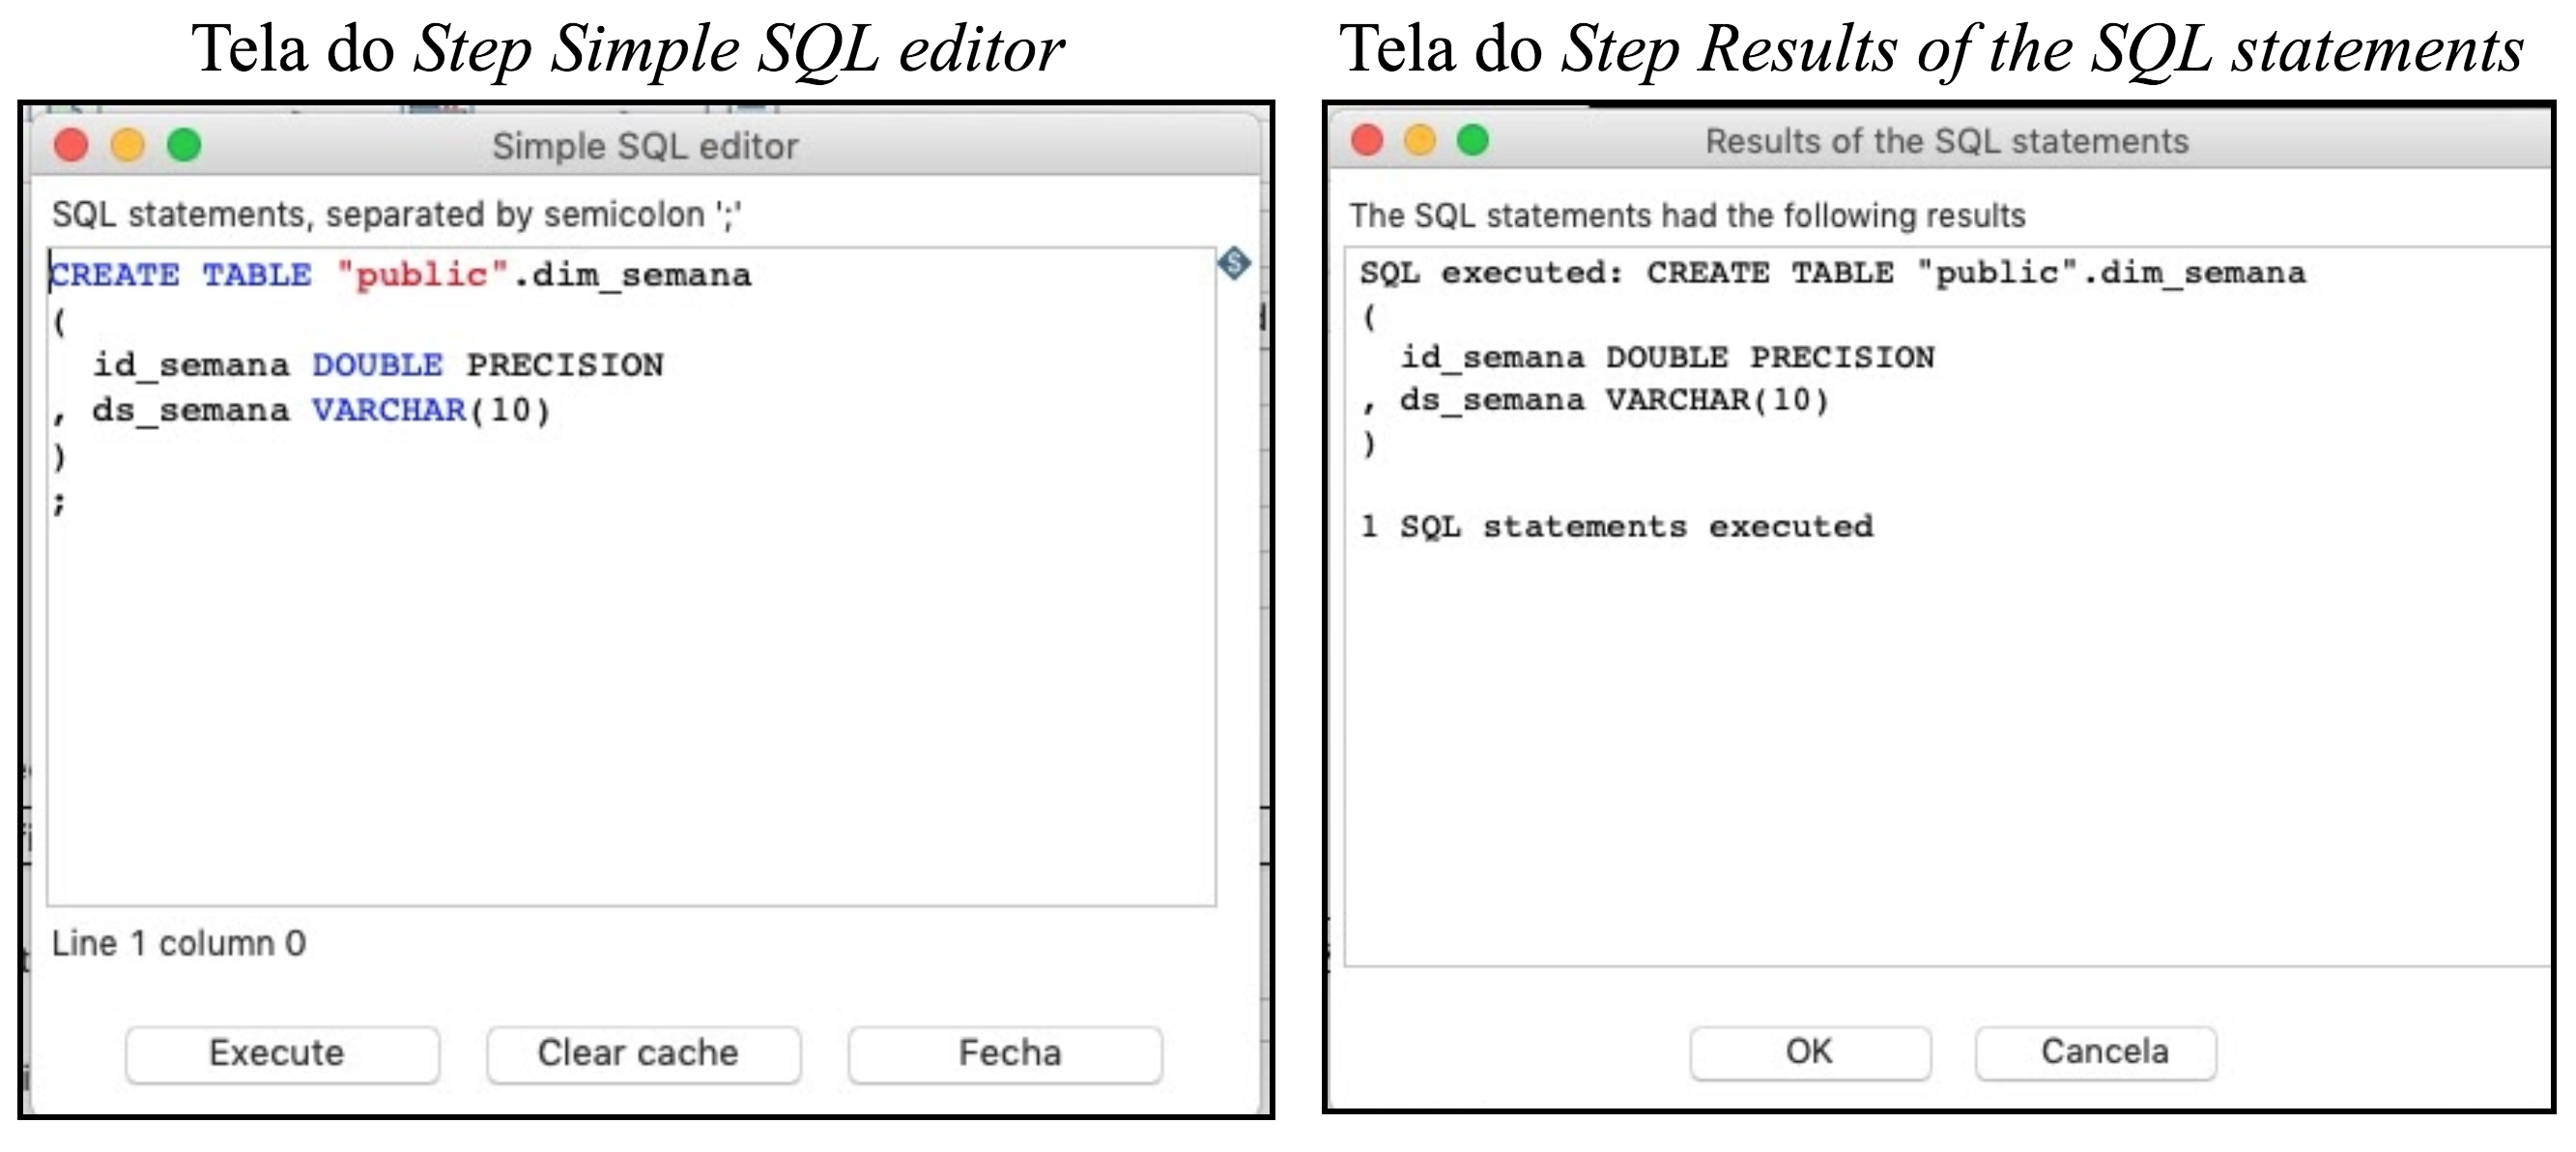 Tela do Step Simple SQL editor
Simple SQL editor
SQL statements, separated by semicolon ';'
CREATE TABLE "public".dim_semana
(
  id_semana DOUBLE PRECISION
, ds_semana VARCHAR(10)
)
;
Line 1 column 0
Execute
Clear cache
Fecha
Tela do Step Results of the SQL statements
Results of the SQL statements
The SQL statements had the following results
SQL executed: CREATE TABLE "public".dim_semana
(
  id_semana DOUBLE PRECISION
, ds_semana VARCHAR(10)
)
1 SQL statements executed
OK
Cancela